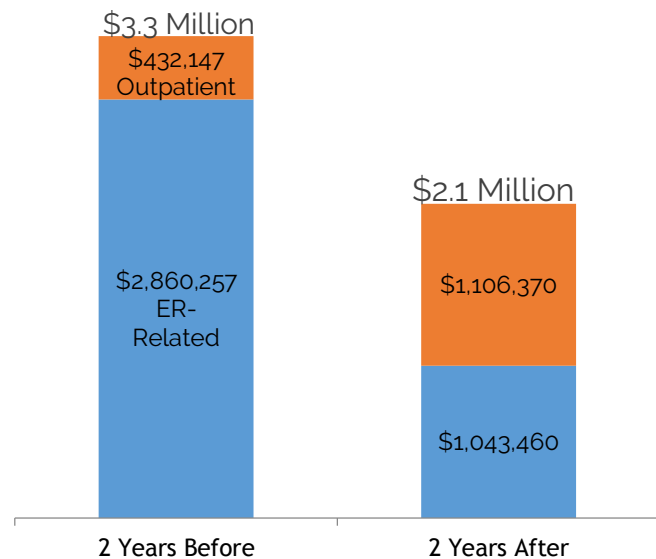 $3.3 Million
$432,147
Outpatient
$2.1 Million
$2,860,257
ER-
Related
$1,106,370
$1,043,460
2 Years Before
2 Years After